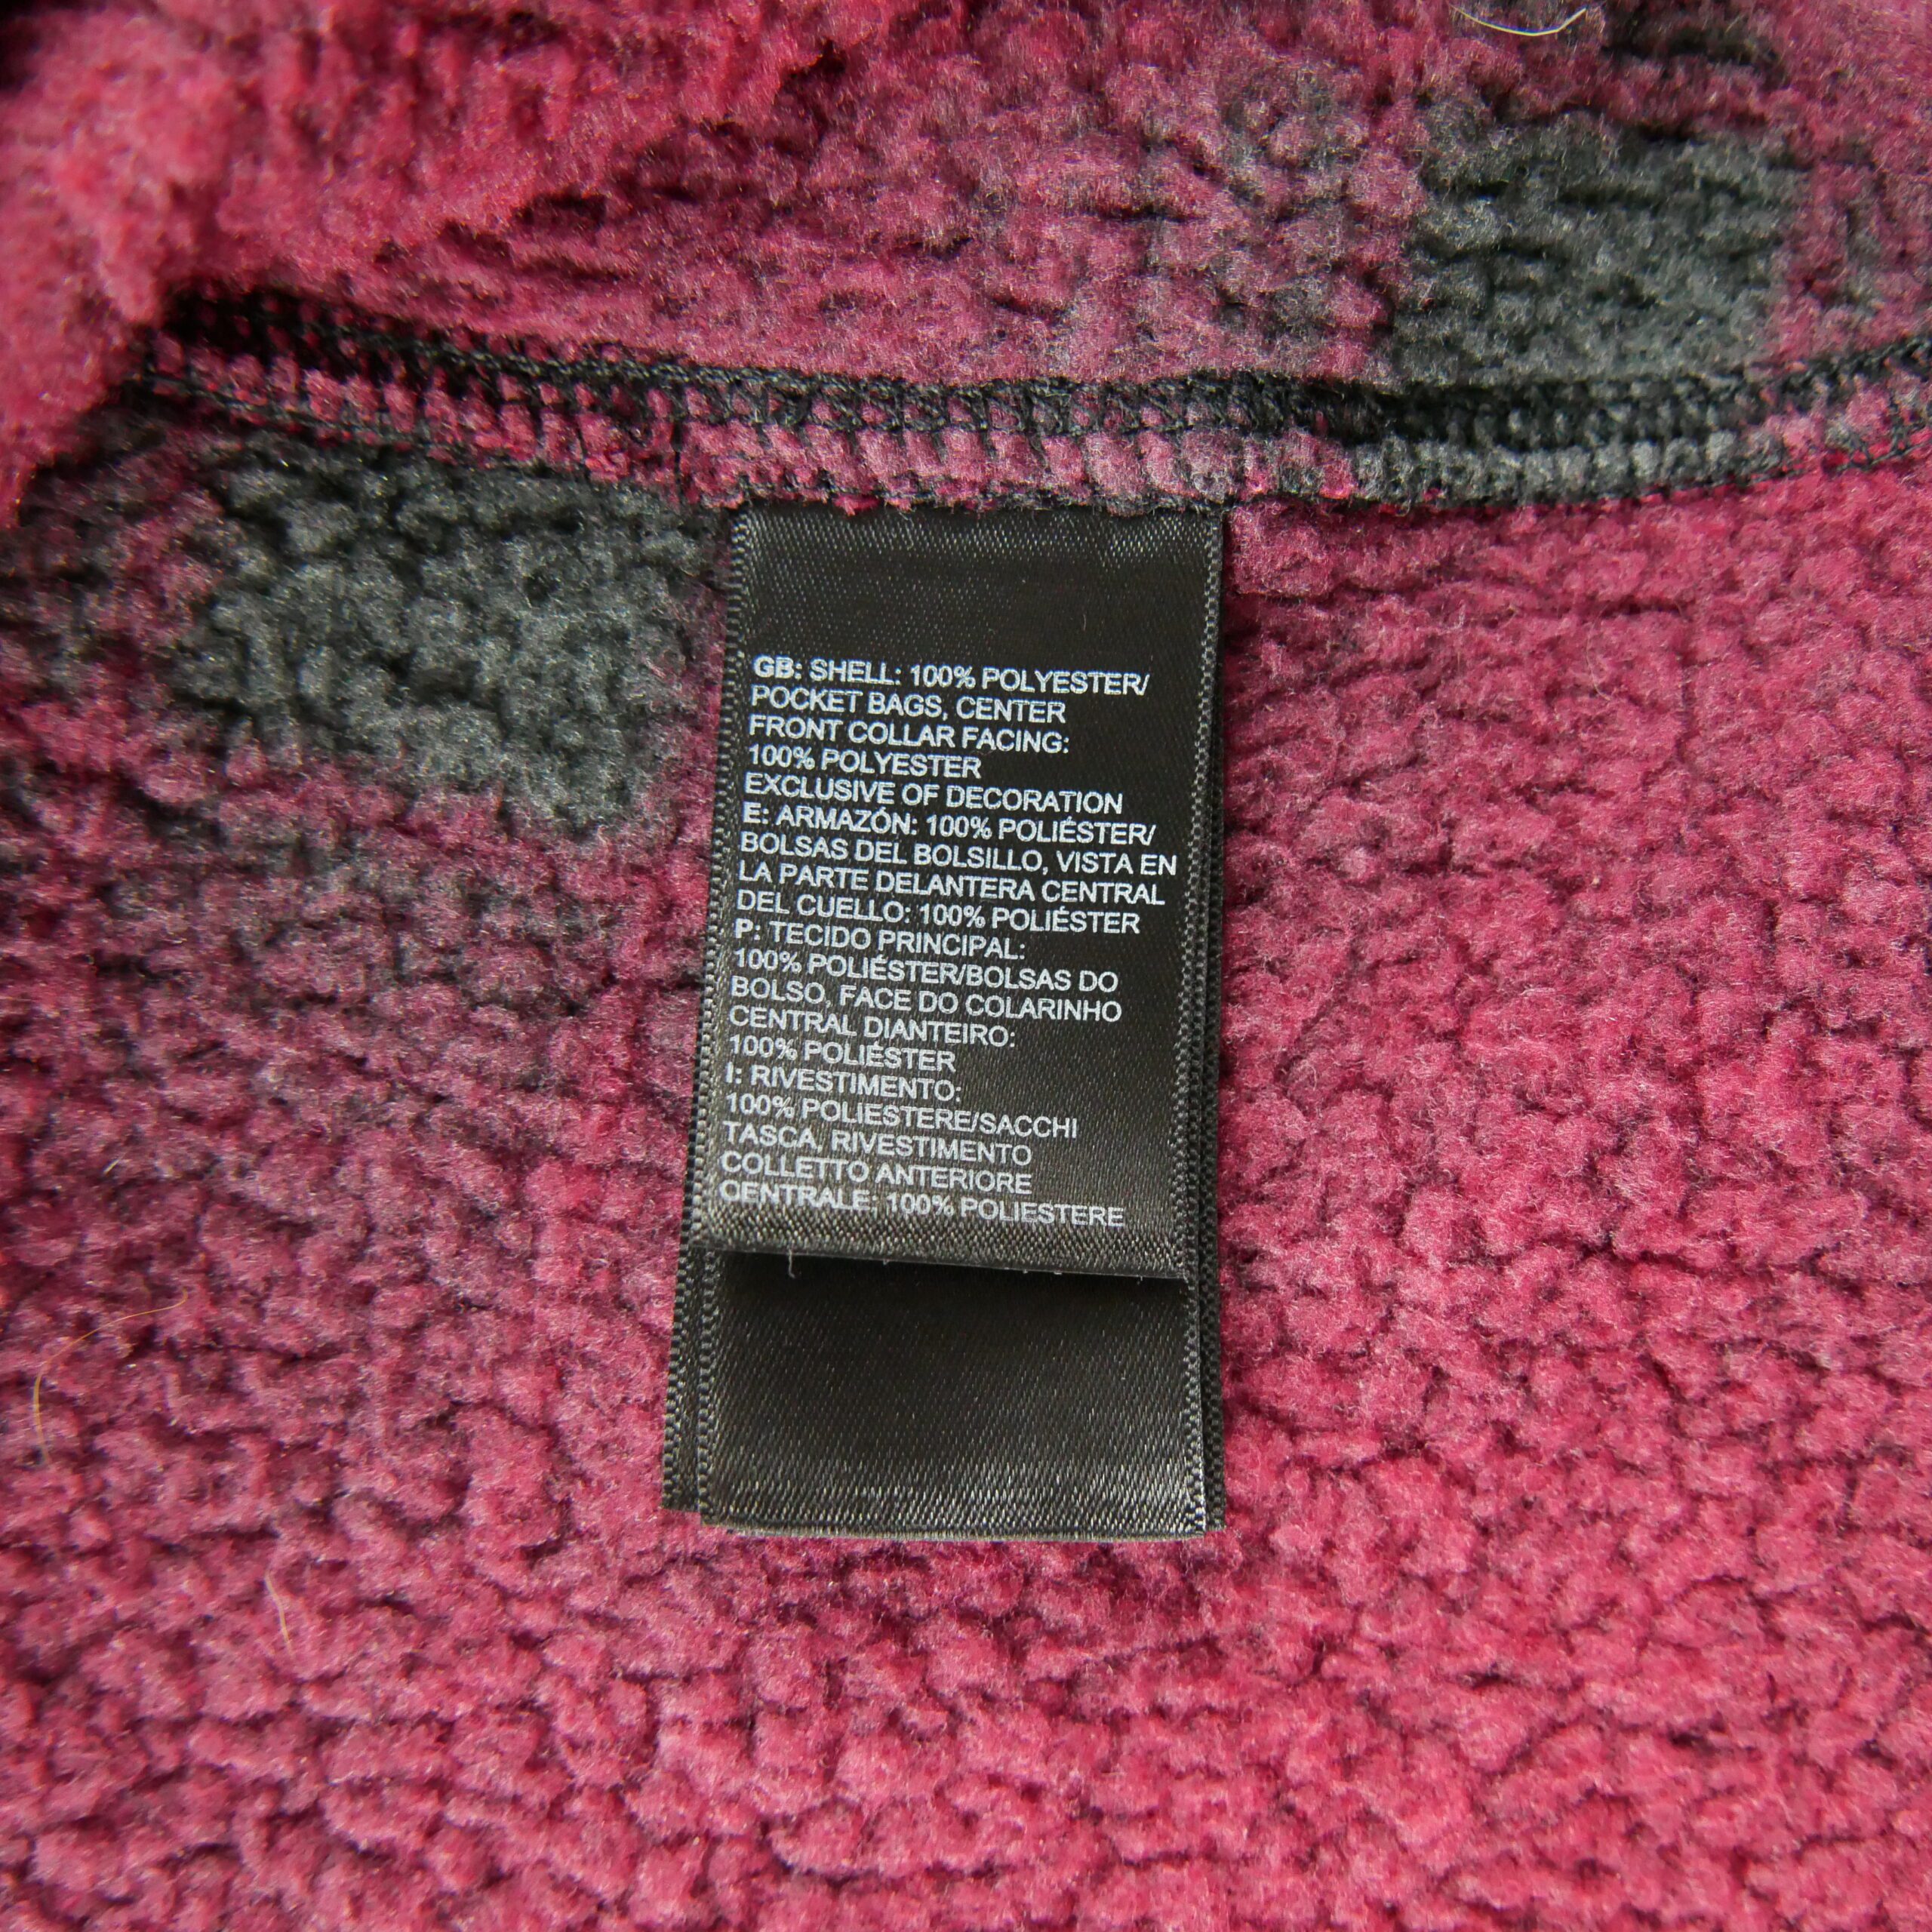 GB: SHELL: 100% POLYESTER/
POCKET BAGS, CENTER
FRONT COLLAR FACING:
100% POLYESTER
EXCLUSIVE OF DECORATION
E: ARMAZÓN: 100% POLIÉSTER/
BOLSAS DEL BOLSILLO, VISTA EN
LA PARTE DELANTERA CENTRAL
DEL CUELLO: 100% POLIÉSTER
P: TECIDO PRINCIPAL:
100% POLIÉSTER/BOLSAS DO
BOLSO, FACE DO COLARINHO
CENTRAL DIANTEIRO:
100% POLIÉSTER
I: RIVESTIMENTO:
100% POLIESTERE/SACCHI
TASCA, RIVESTIMENTO
COLLETTO ANTERIORE
CENTRALE: 100% POLIESTERE